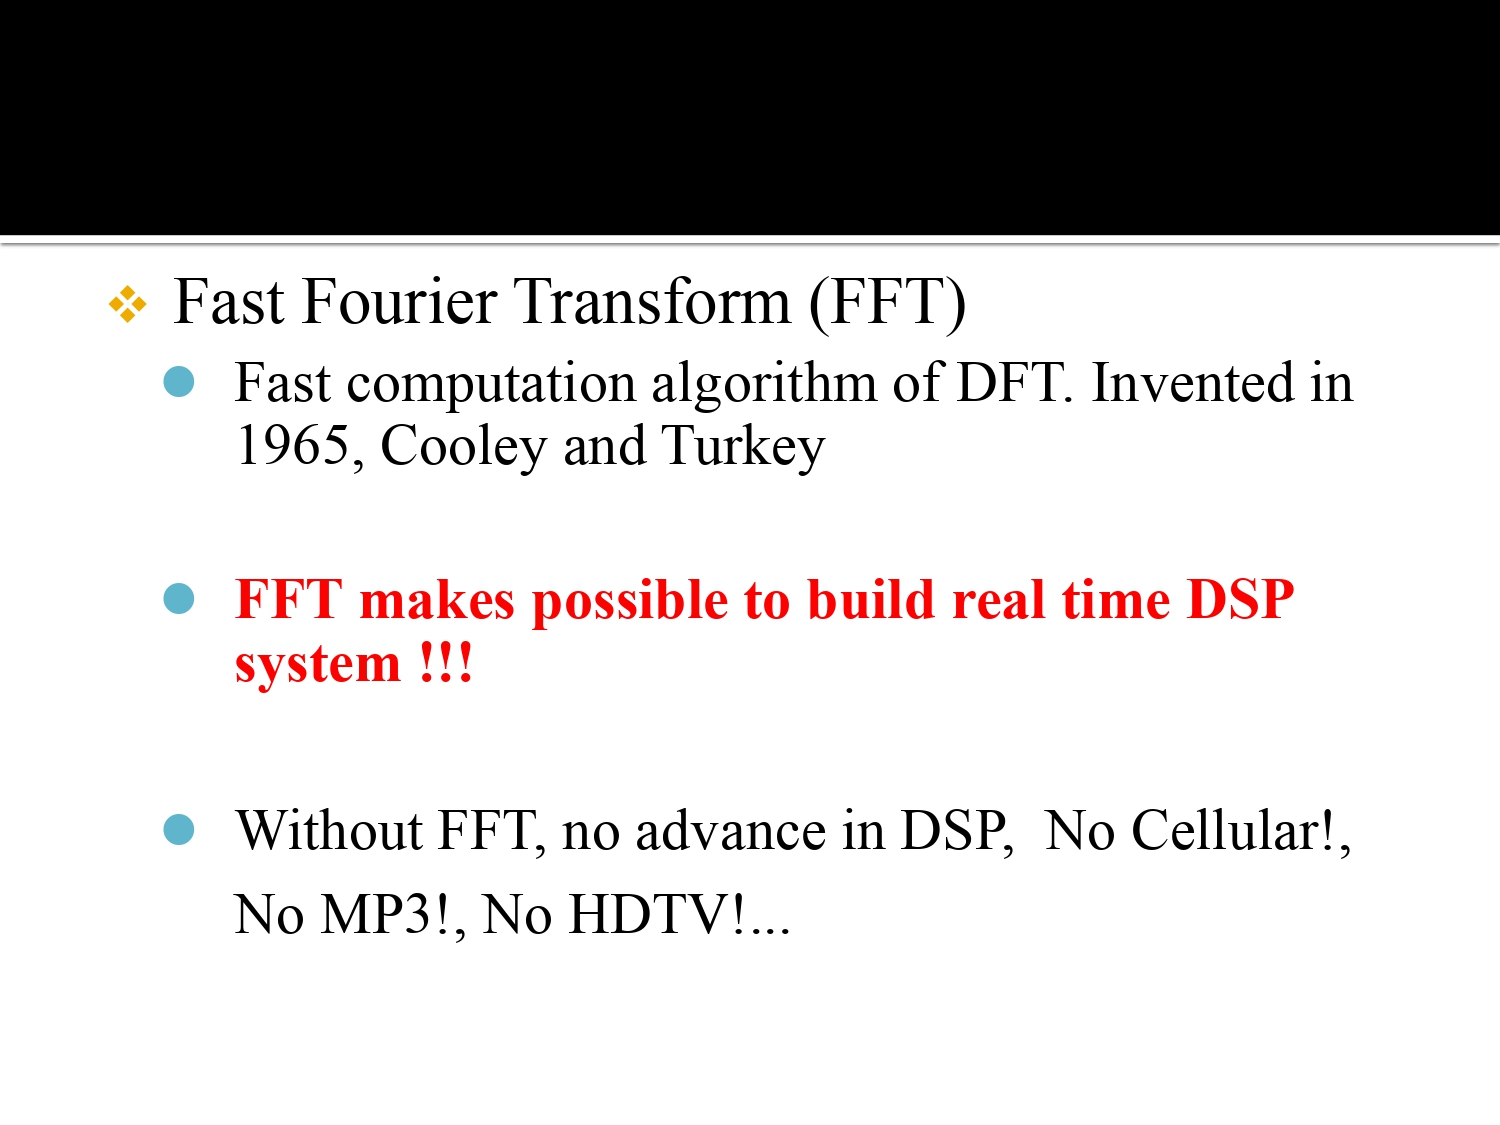 Fast Fourier Transform (FFT)
Fast computation algorithm of DFT. Invented in
1965, Cooley and Turkey
FFT makes possible to build real time DSP
system !!!
Without FFT, no advance in DSP,  No Cellular!,
No MP3!, No HDTV!...